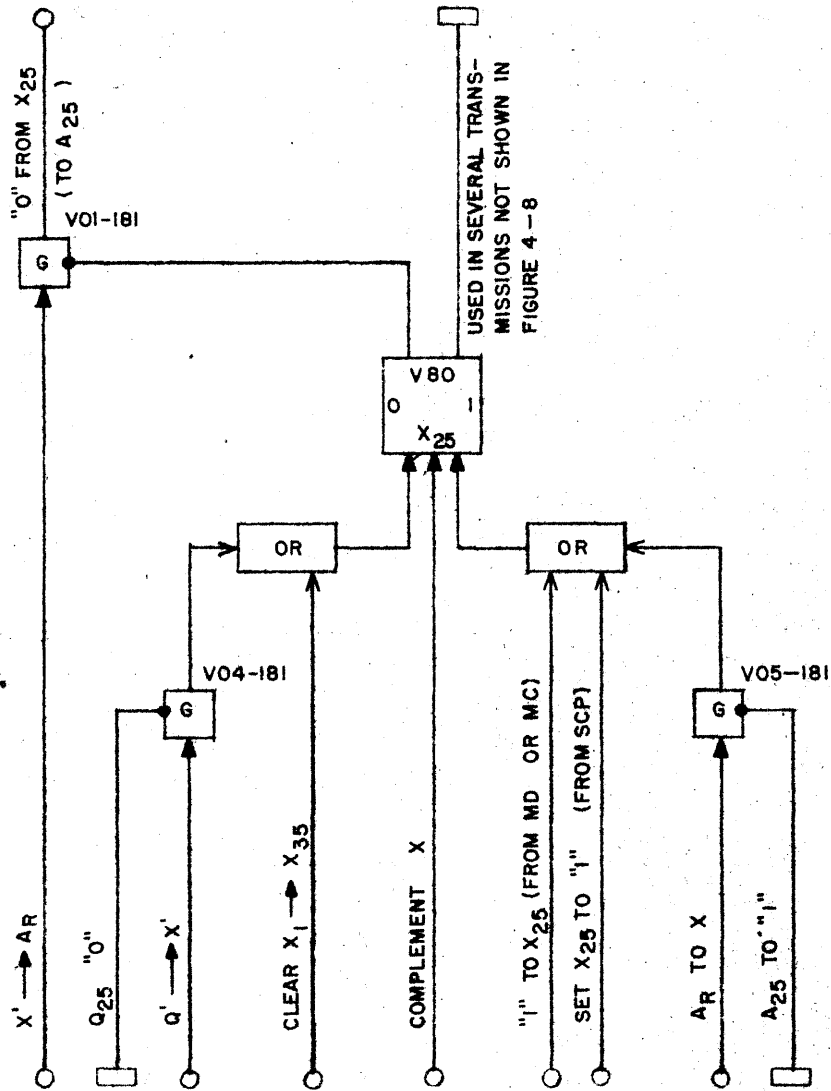 "O" FROM X25
(TO A25)
V01-181
G
USED IN SEVERAL TRANS-
MISSIONS NOT SHOWN IN
FIGURE 4-8
V80
0
1
X25
OR
OR
V04-181
G
V05-181
G
X' → AR
Q25 "O"
Q' → X'
CLEAR X1 → X35
COMPLEMENT X
"1" TO X25 (FROM MD OR MC)
SET X25 TO "1" (FROM SCP)
AR TO X
A25 TO "1"